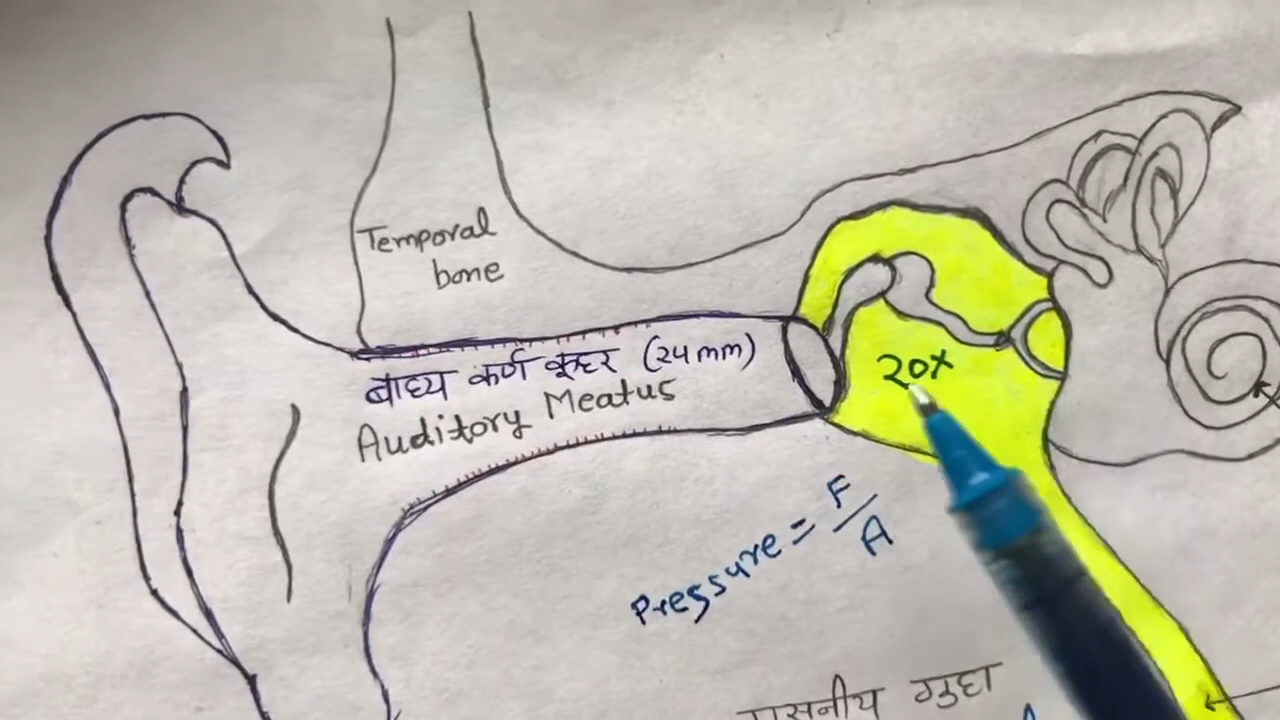 Temporal
bone
बाह्य कर्ण कूहर (24mm)
Auditory Meatus
20x
Pressure = F/A
गुहा